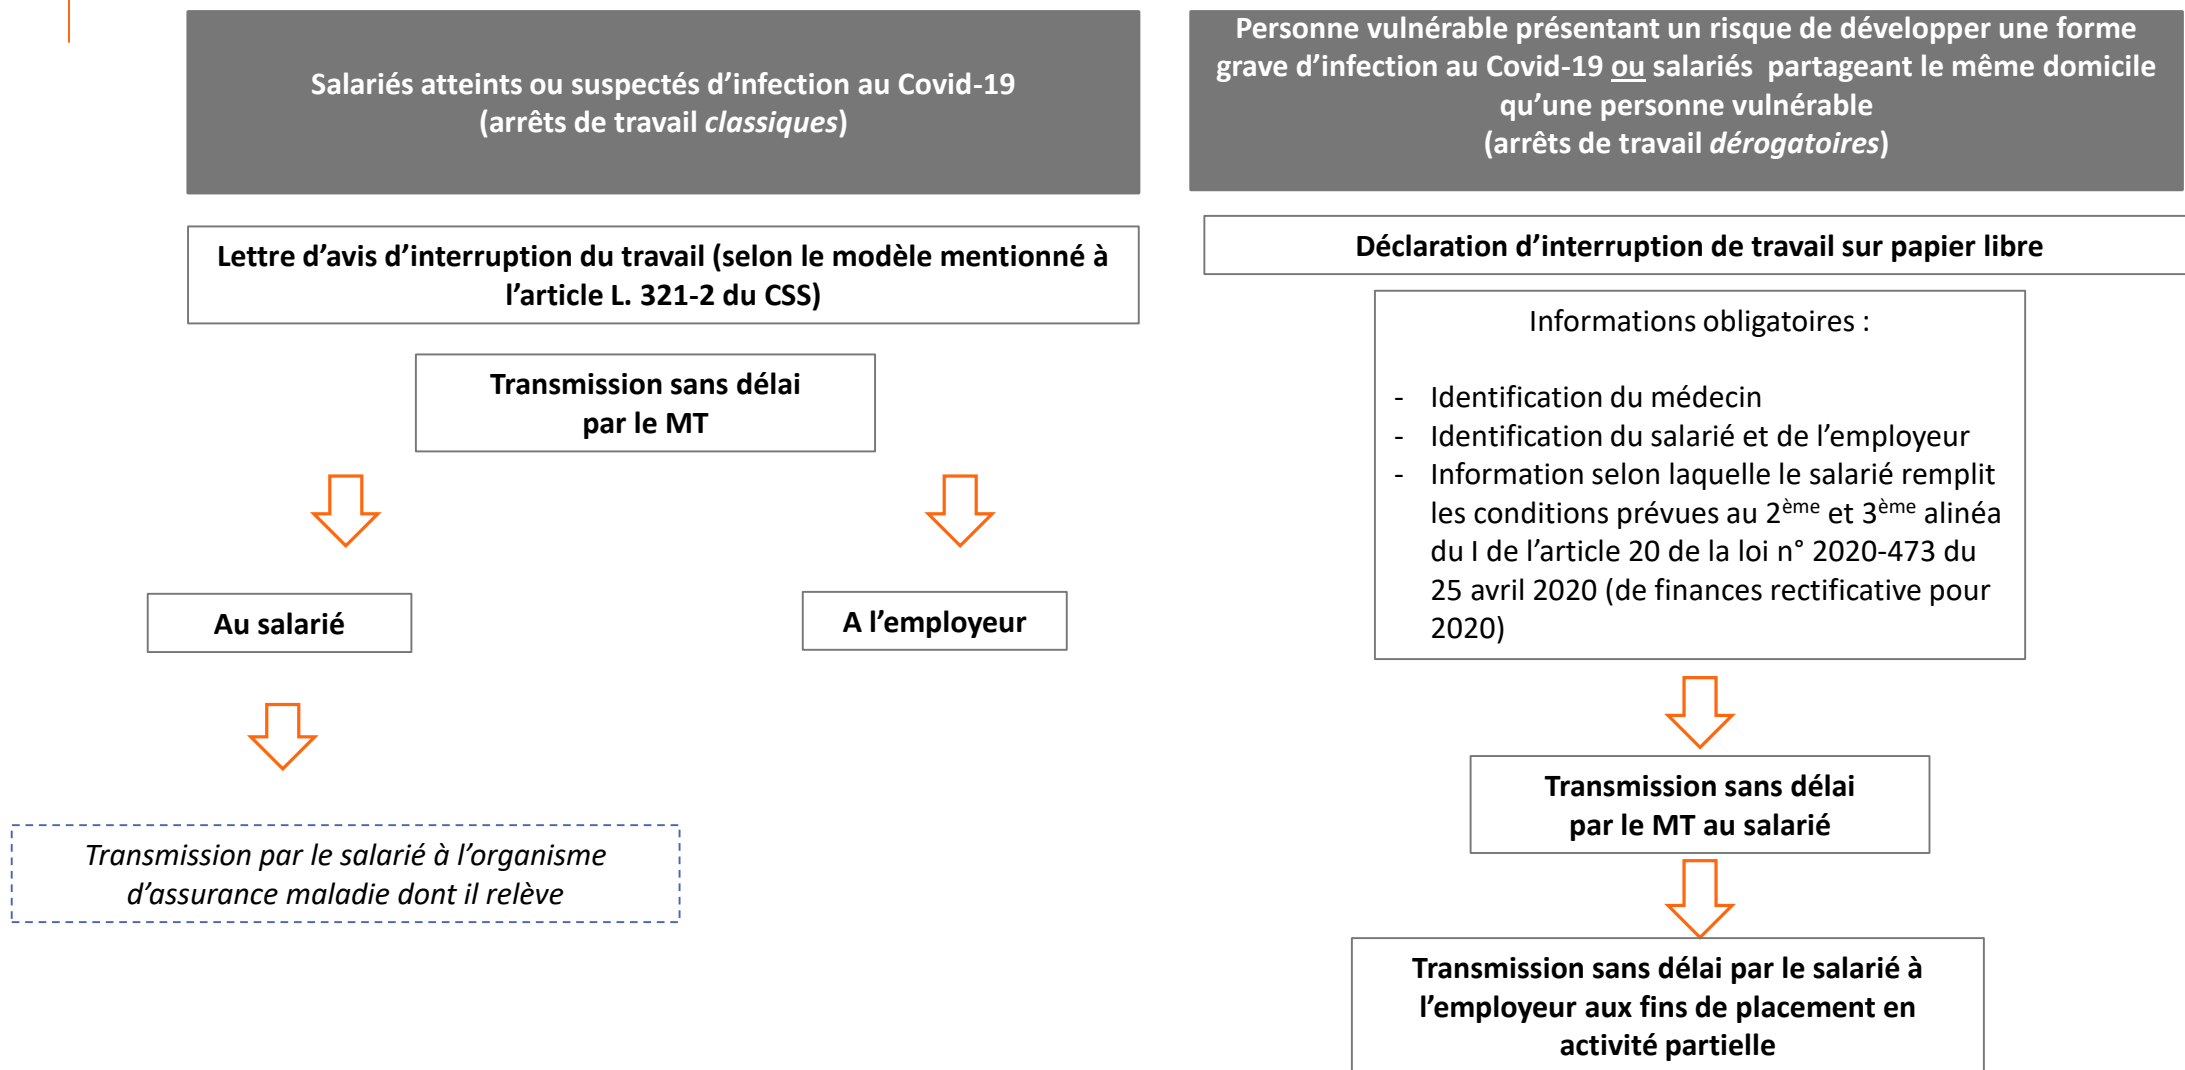 Salariés atteints ou suspectés d’infection au Covid-19
(arrêts de travail classiques)
Lettre d’avis d’interruption du travail (selon le modèle mentionné à
l’article L. 321-2 du CSS)
Transmission sans délai
par le MT
Au salarié
A l’employeur
Transmission par le salarié à l’organisme
d’assurance maladie dont il relève
Personne vulnérable présentant un risque de développer une forme
grave d’infection au Covid-19 ou salariés partageant le même domicile
qu’une personne vulnérable
(arrêts de travail dérogatoires)
Déclaration d’interruption de travail sur papier libre
Informations obligatoires :
- Identification du médecin
- Identification du salarié et de l’employeur
- Information selon laquelle le salarié remplit
les conditions prévues au 2ème et 3ème alinéa
du I de l’article 20 de la loi n° 2020-473 du
25 avril 2020 (de finances rectificative pour
2020)
Transmission sans délai
par le MT au salarié
Transmission sans délai par le salarié à
l’employeur aux fins de placement en
activité partielle